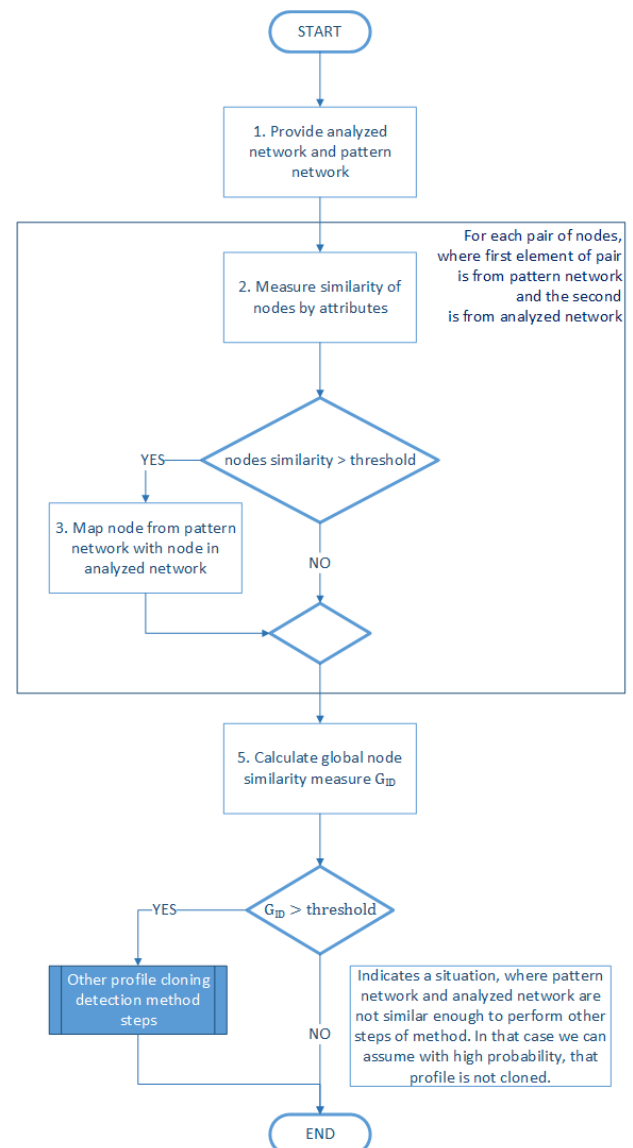 START
1. Provide analyzed
network and pattern
network
For each pair of nodes,
where first element of pair
is from pattern network
and the second
is from analyzed network
2. Measure similarity of
nodes by attributes
nodes similarity > threshold
YES
3. Map node from pattern
network with node in
analyzed network
NO
5. Calculate global node
similarity measure G_ID
G_ID > threshold
YES
Other profile cloning
detection method
steps
NO
Indicates a situation, where pattern
network and analyzed network are
not similar enough to perform other
steps of method. In that case we can
assume with high probability, that
profile is not cloned.
END